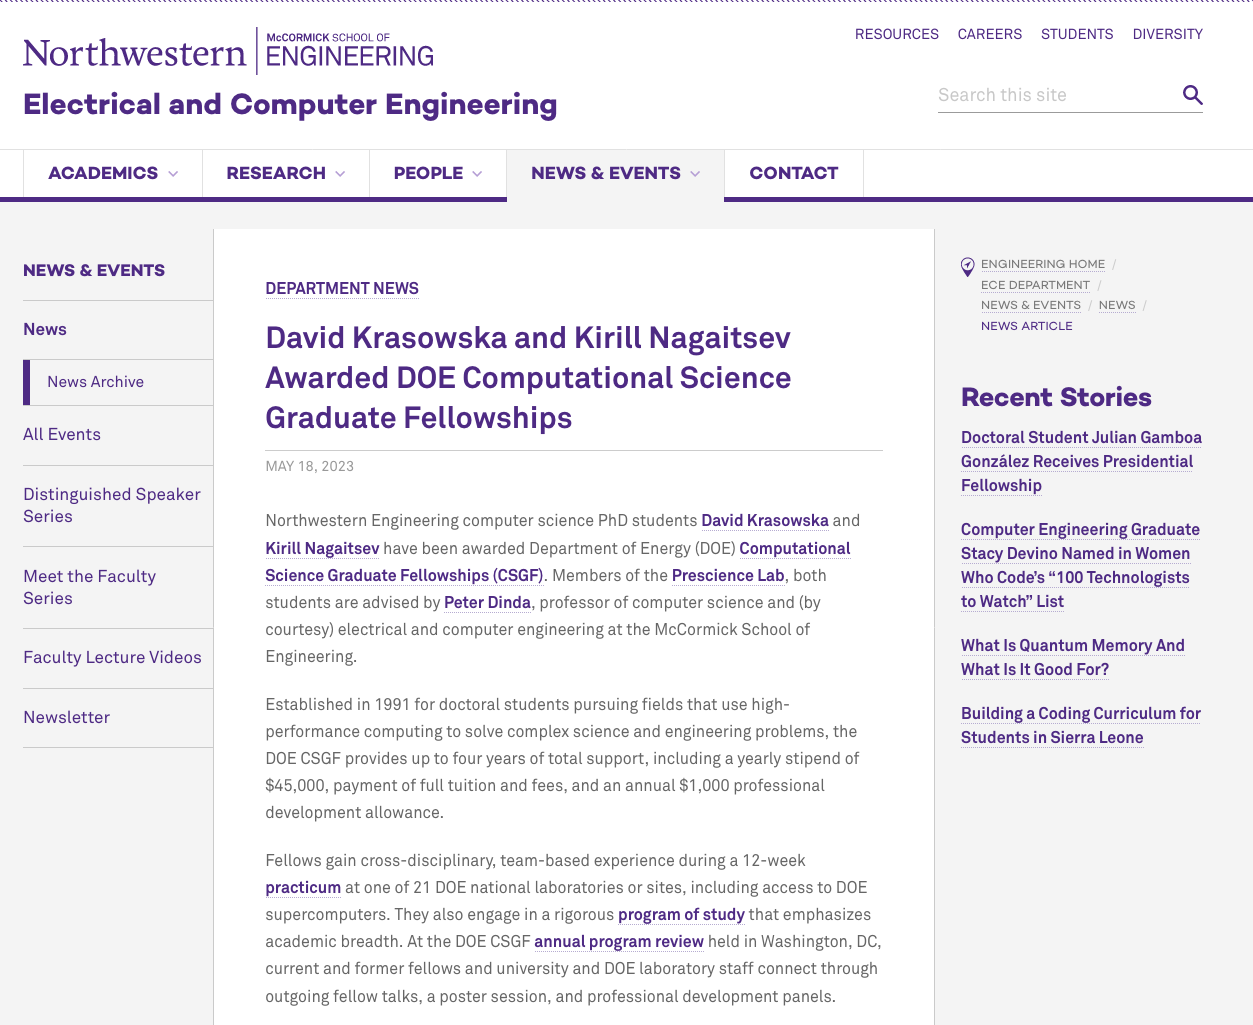 Northwestern
McCORMICK SCHOOL OF
ENGINEERING
Electrical and Computer Engineering
RESOURCES CAREERS STUDENTS DIVERSITY
Search this site
ACADEMICS RESEARCH PEOPLE NEWS & EVENTS CONTACT
NEWS & EVENTS
News
News Archive
All Events
Distinguished Speaker
Series
Meet the Faculty
Series
Faculty Lecture Videos
Newsletter
DEPARTMENT NEWS
David Krasowska and Kirill Nagaitsev
Awarded DOE Computational Science
Graduate Fellowships
MAY 18, 2023
Northwestern Engineering computer science PhD students David Krasowska and
Kirill Nagaitsev have been awarded Department of Energy (DOE) Computational
Science Graduate Fellowships (CSGF). Members of the Prescience Lab, both
students are advised by Peter Dinda, professor of computer science and (by
courtesy) electrical and computer engineering at the McCormick School of
Engineering.
Established in 1991 for doctoral students pursuing fields that use high-
performance computing to solve complex science and engineering problems, the
DOE CSGF provides up to four years of total support, including a yearly stipend of
$45,000, payment of full tuition and fees, and an annual $1,000 professional
development allowance.
Fellows gain cross-disciplinary, team-based experience during a 12-week
practicum at one of 21 DOE national laboratories or sites, including access to DOE
supercomputers. They also engage in a rigorous program of study that emphasizes
academic breadth. At the DOE CSGF annual program review held in Washington, DC,
current and former fellows and university and DOE laboratory staff connect through
outgoing fellow talks, a poster session, and professional development panels.
ENGINEERING HOME /
ECE DEPARTMENT /
NEWS & EVENTS / NEWS /
NEWS ARTICLE
Recent Stories
Doctoral Student Julian Gamboa
González Receives Presidential
Fellowship
Computer Engineering Graduate
Stacy Devino Named in Women
Who Code’s “100 Technologists
to Watch” List
What Is Quantum Memory And
What Is It Good For?
Building a Coding Curriculum for
Students in Sierra Leone